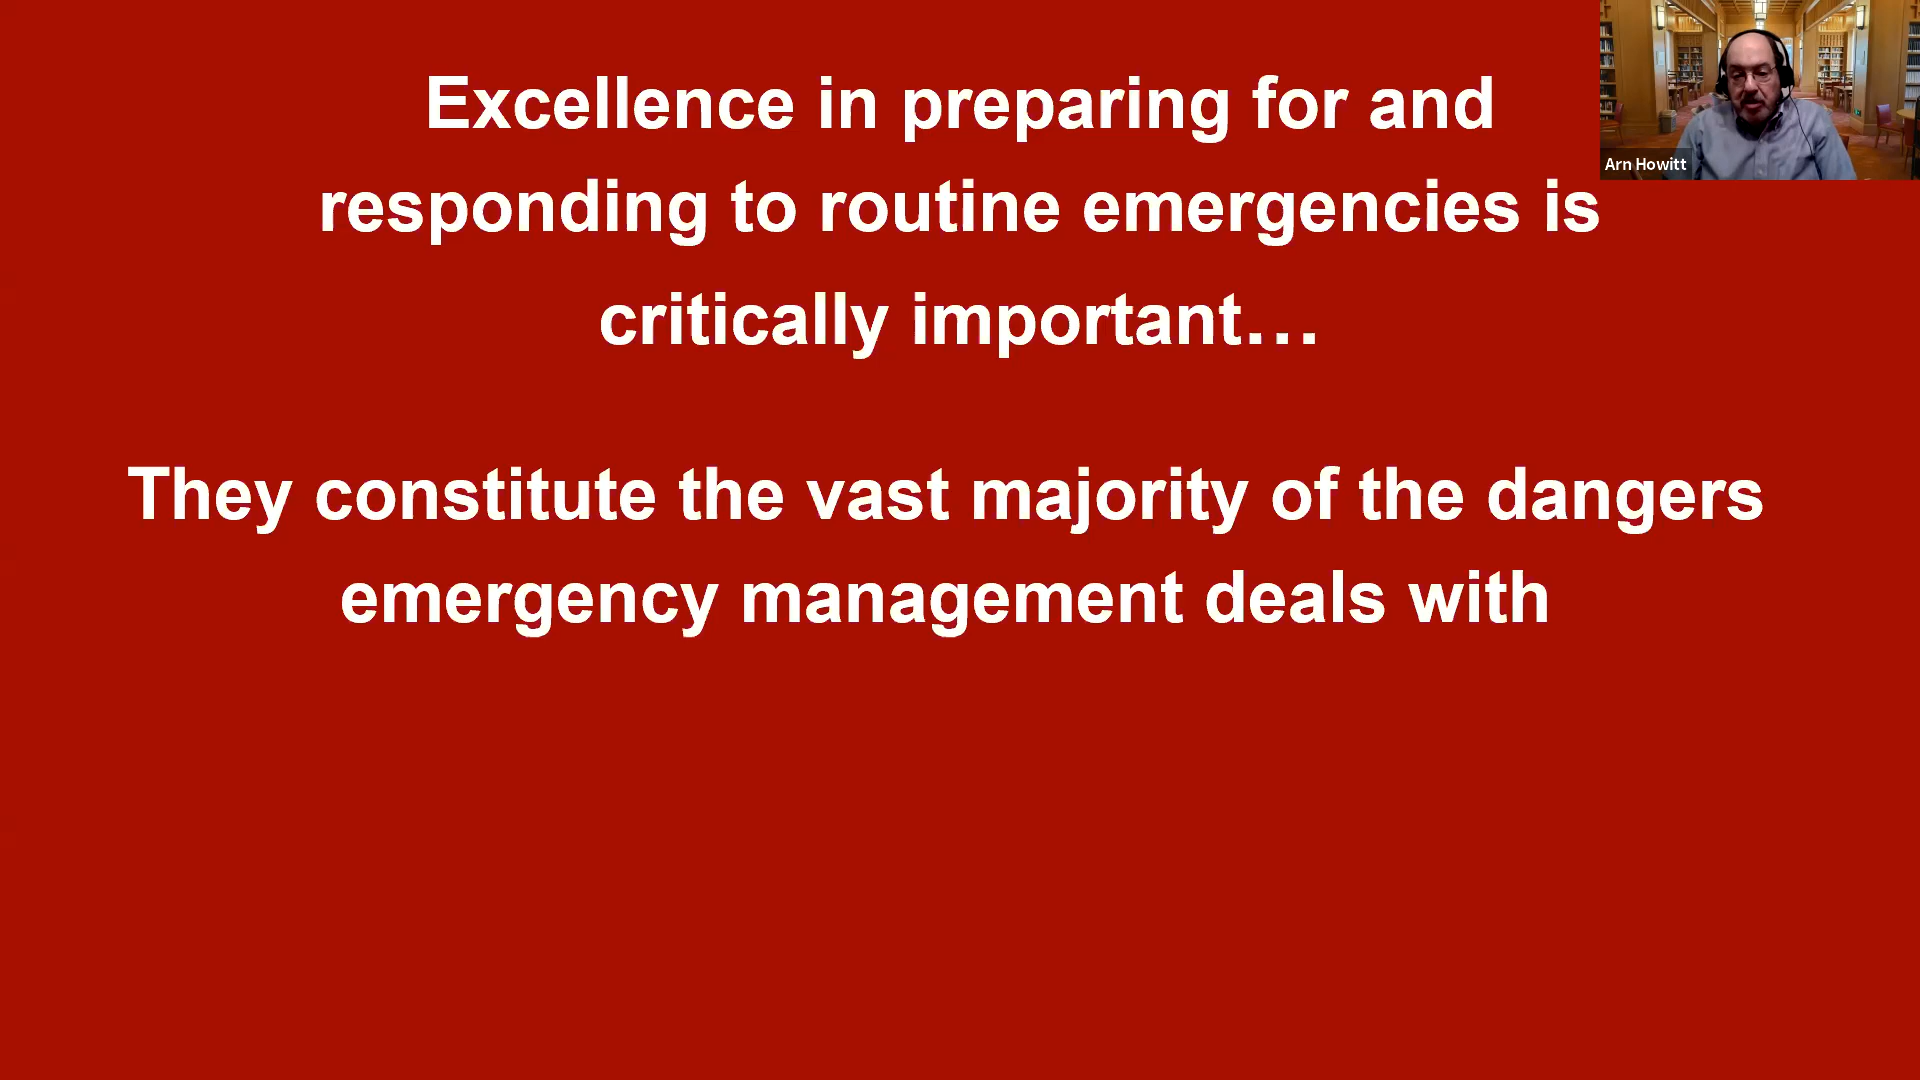 Excellence in preparing for and
responding to routine emergencies is
critically important…
They constitute the vast majority of the dangers
emergency management deals with
Arn Howitt